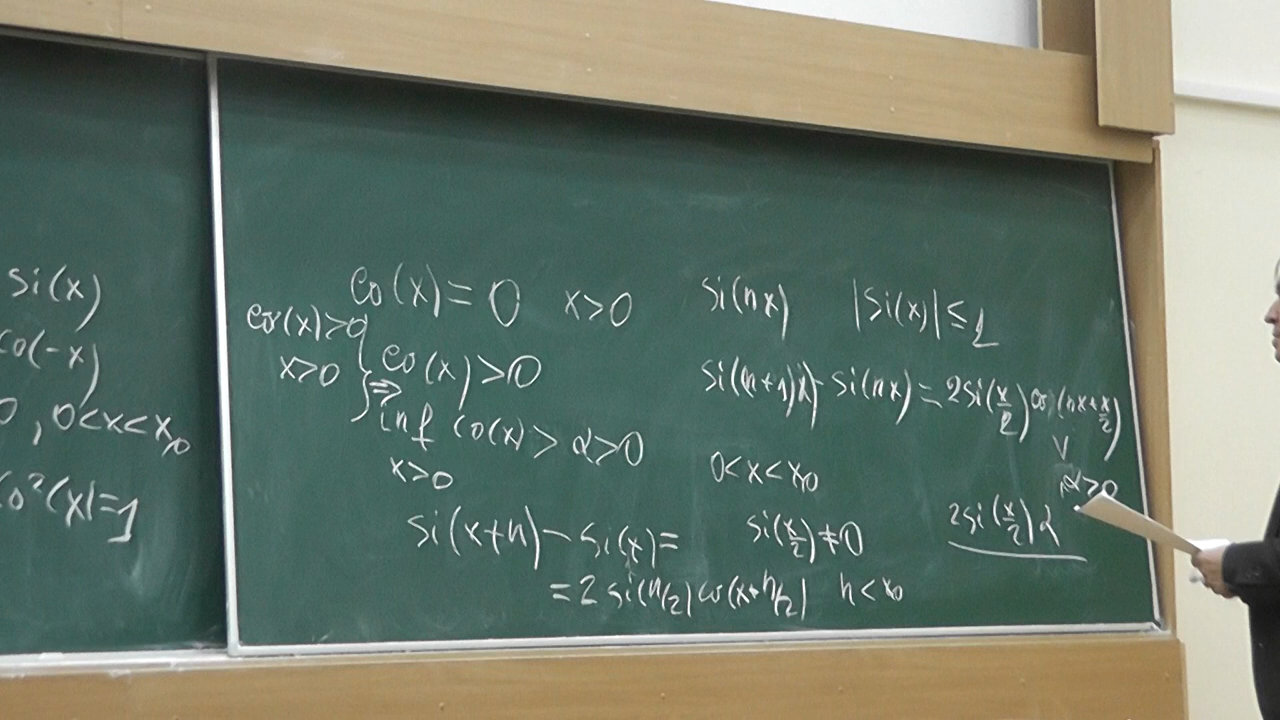 si(x)
co(-x)
0, 0<x<x₀
co²(x)=1
co(x)=0 x>0
co(x)>0
x>0
co(x)>0
⇒
inf co(x)>α>0
x>0
si(x+h)-si(x)=
=2si(h/2)co(x+h/2) h<x₀
si(nx) |si(x)|≤1
si((n+1)x)-si(nx)=2si(x/2)co(nx+x/2)
∨
0<x<x₀ α>0
si(x/2)≠0 2si(x/2)α